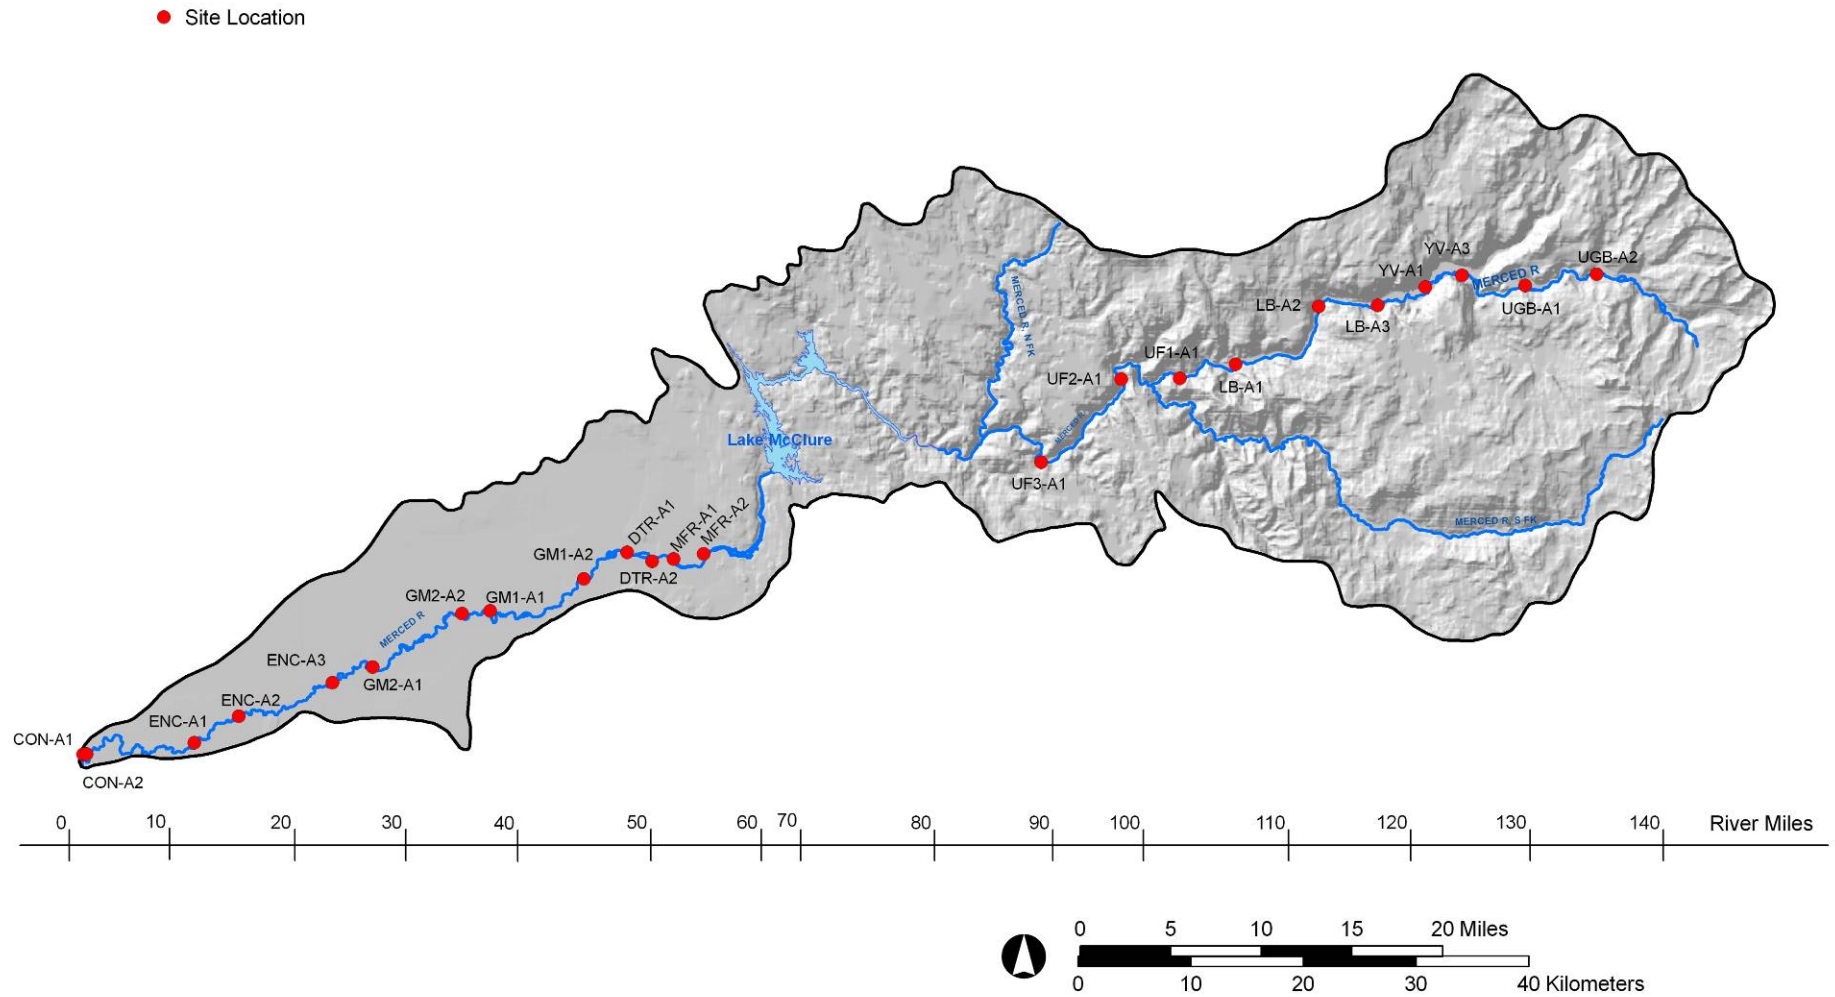 Site Location
YV-A3
UGB-A2
YV-A1
MERCED R
LB-A2
UGB-A1
LB-A3
MERCED R, N FK
UF1-A1
UF2-A1
LB-A1
MERCED R
Lake McClure
UF3-A1
MERCED R, S FK
DTR-A1
MFR-A1
MFR-A2
GM1-A2
DTR-A2
GM2-A2
GM1-A1
MERCED R
ENC-A3
GM2-A1
ENC-A2
ENC-A1
CON-A1
CON-A2
0 10 20 30 40 50 60 70 80 90 100 110 120 130 140 River Miles
0 5 10 15 20 Miles
0 10 20 30 40 Kilometers